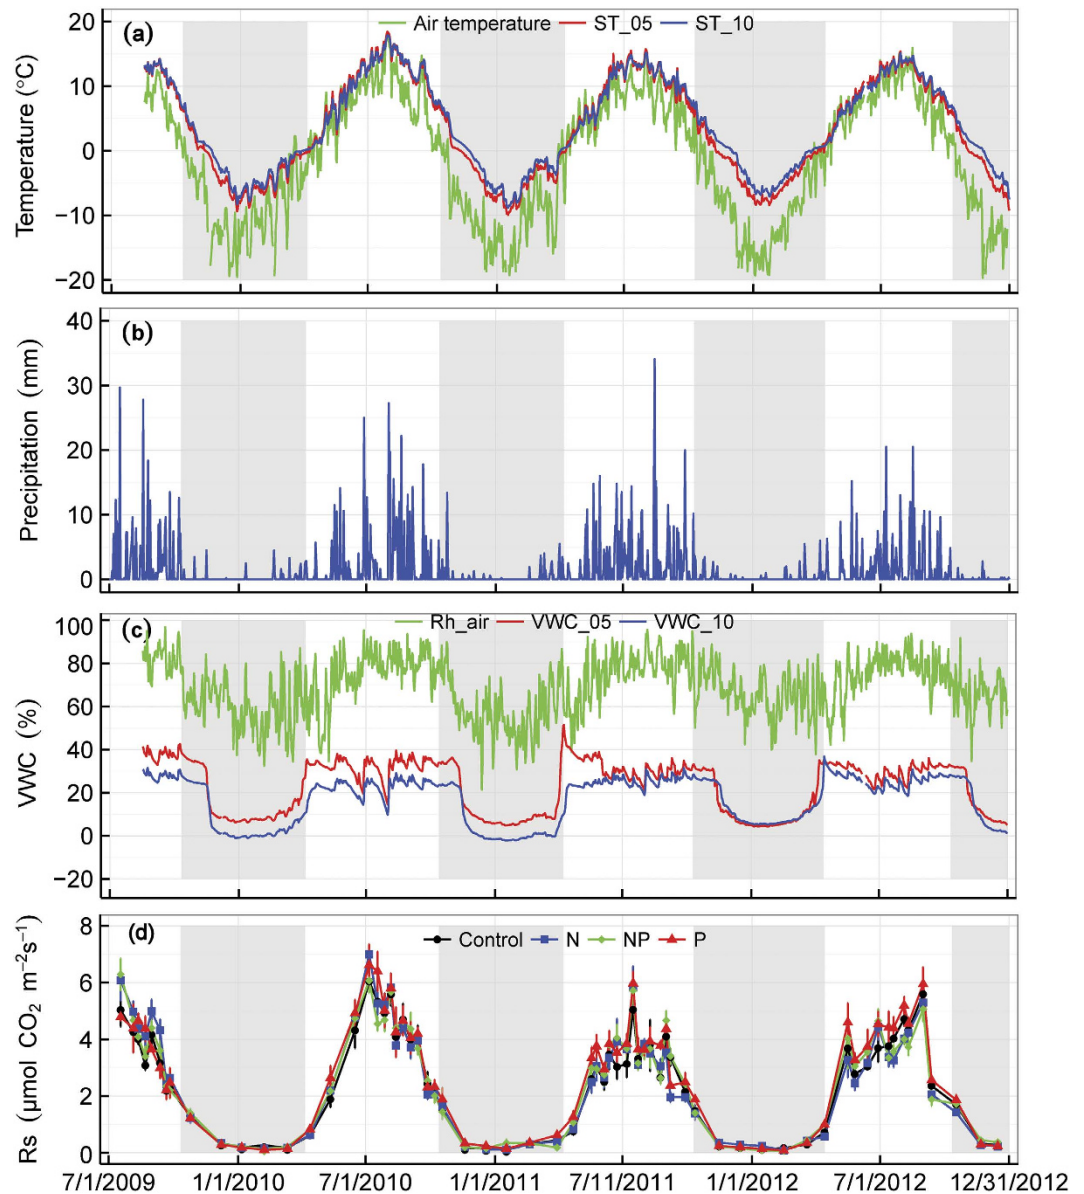 (a) Air temperature ST_05 ST_10
20
10
0
−10
−20
Temperature (°C)
(b)
40
30
20
10
0
Precipitation (mm)
(c) Rh_air VWC_05 VWC_10
100
80
60
40
20
0
−20
VWC (%)
(d) Control N NP P
8
6
4
2
0
Rs (μmol CO₂ m⁻²s⁻¹)
7/1/2009 1/1/2010 7/1/2010 1/1/2011 7/11/2011 1/1/2012 7/1/2012 12/31/2012